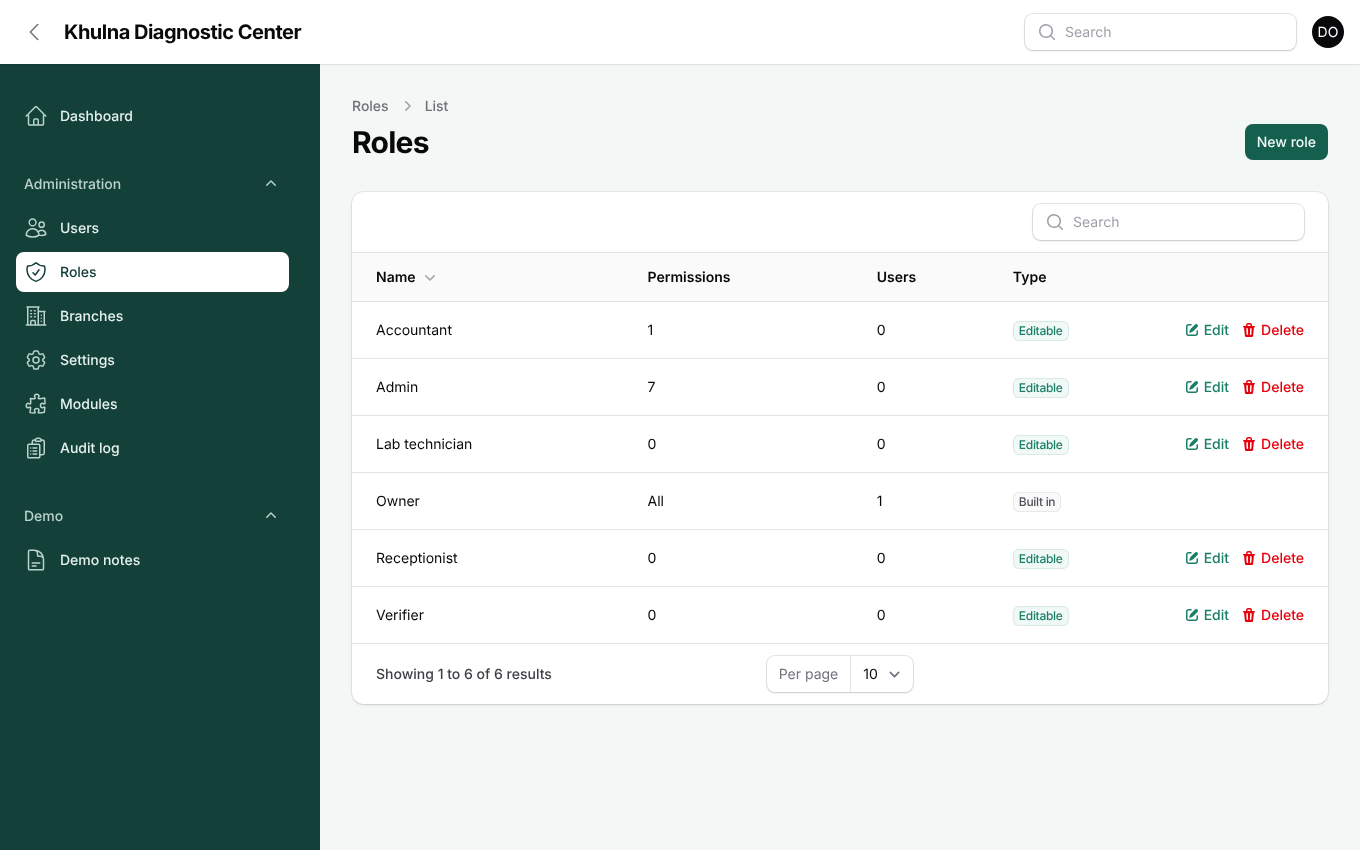 Khulna Diagnostic Center
Search
DO
Dashboard
Administration
Users
Roles
Branches
Settings
Modules
Audit log
Demo
Demo notes
Roles > List
Roles
New role
Search
Name Permissions Users Type
Accountant 1 0 Editable Edit Delete
Admin 7 0 Editable Edit Delete
Lab technician 0 0 Editable Edit Delete
Owner All 1 Built in
Receptionist 0 0 Editable Edit Delete
Verifier 0 0 Editable Edit Delete
Showing 1 to 6 of 6 results Per page 10